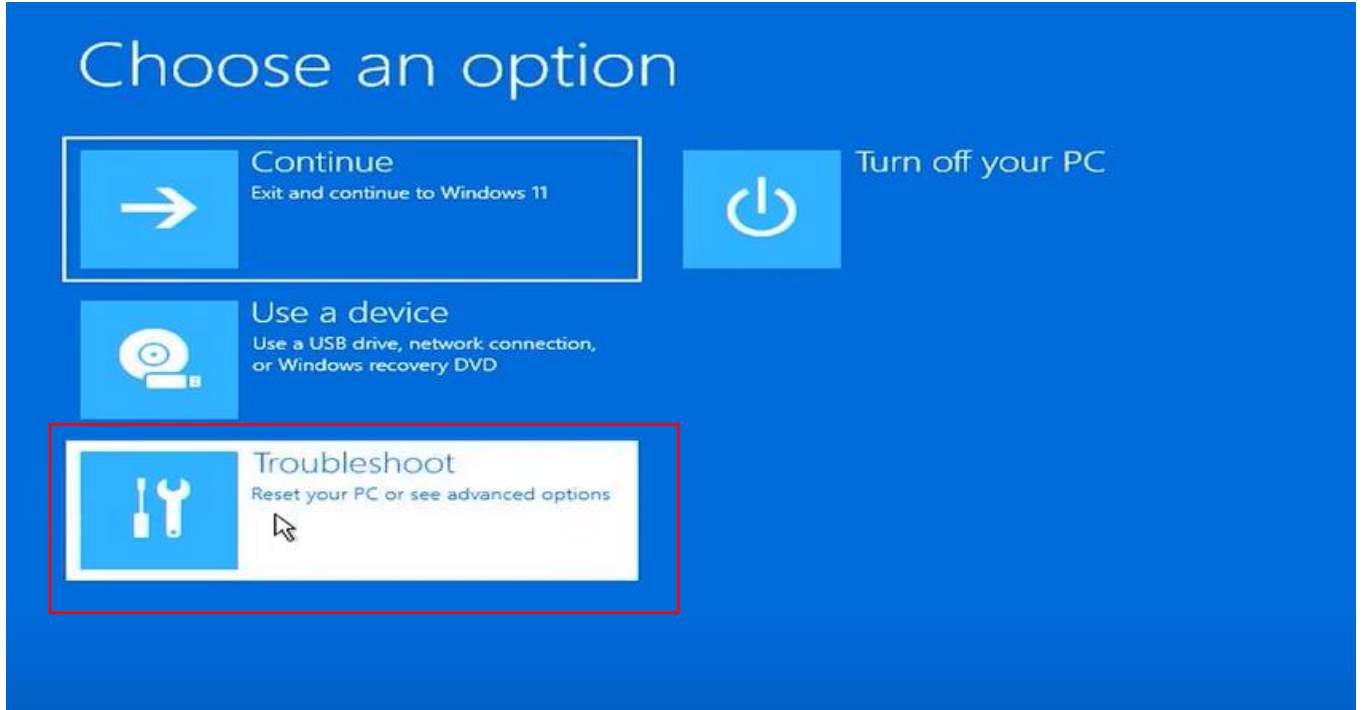 Choose an option
Continue
Exit and continue to Windows 11
Use a device
Use a USB drive, network connection,
or Windows recovery DVD
Troubleshoot
Reset your PC or see advanced options
Turn off your PC